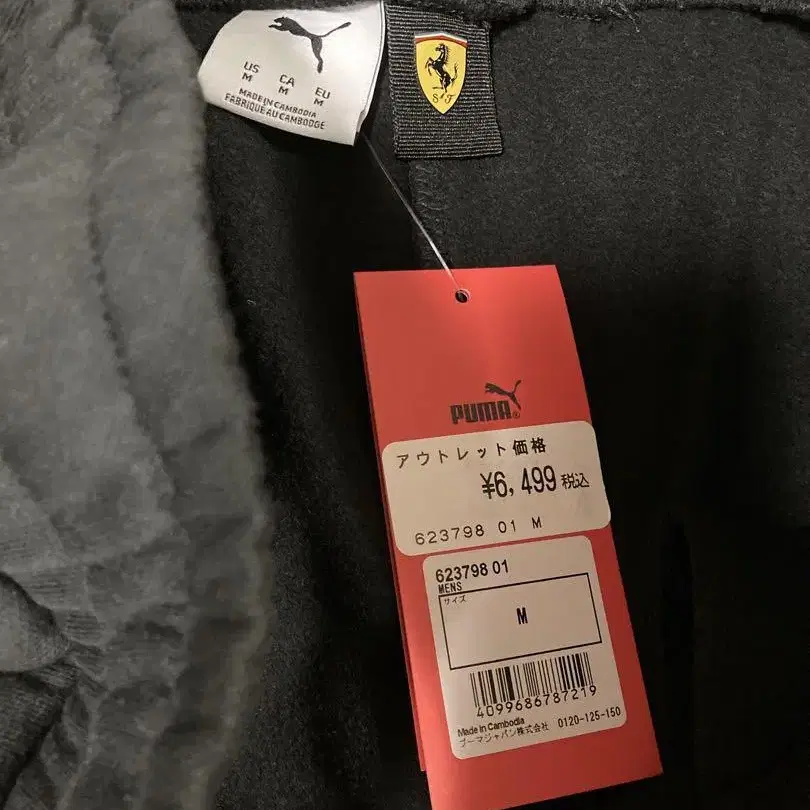 US
M
CA
M
EU
M
MADE IN CAMBODIA
FABRIQUÉ AU CAMBODGE
S F
PUMA®
アウトレット価格
¥6,499 税込
623798 01 M
623798 01
MENS
サイズ
M
4099686787219
Made in Cambodia
プーマジャパン株式会社 0120-125-150